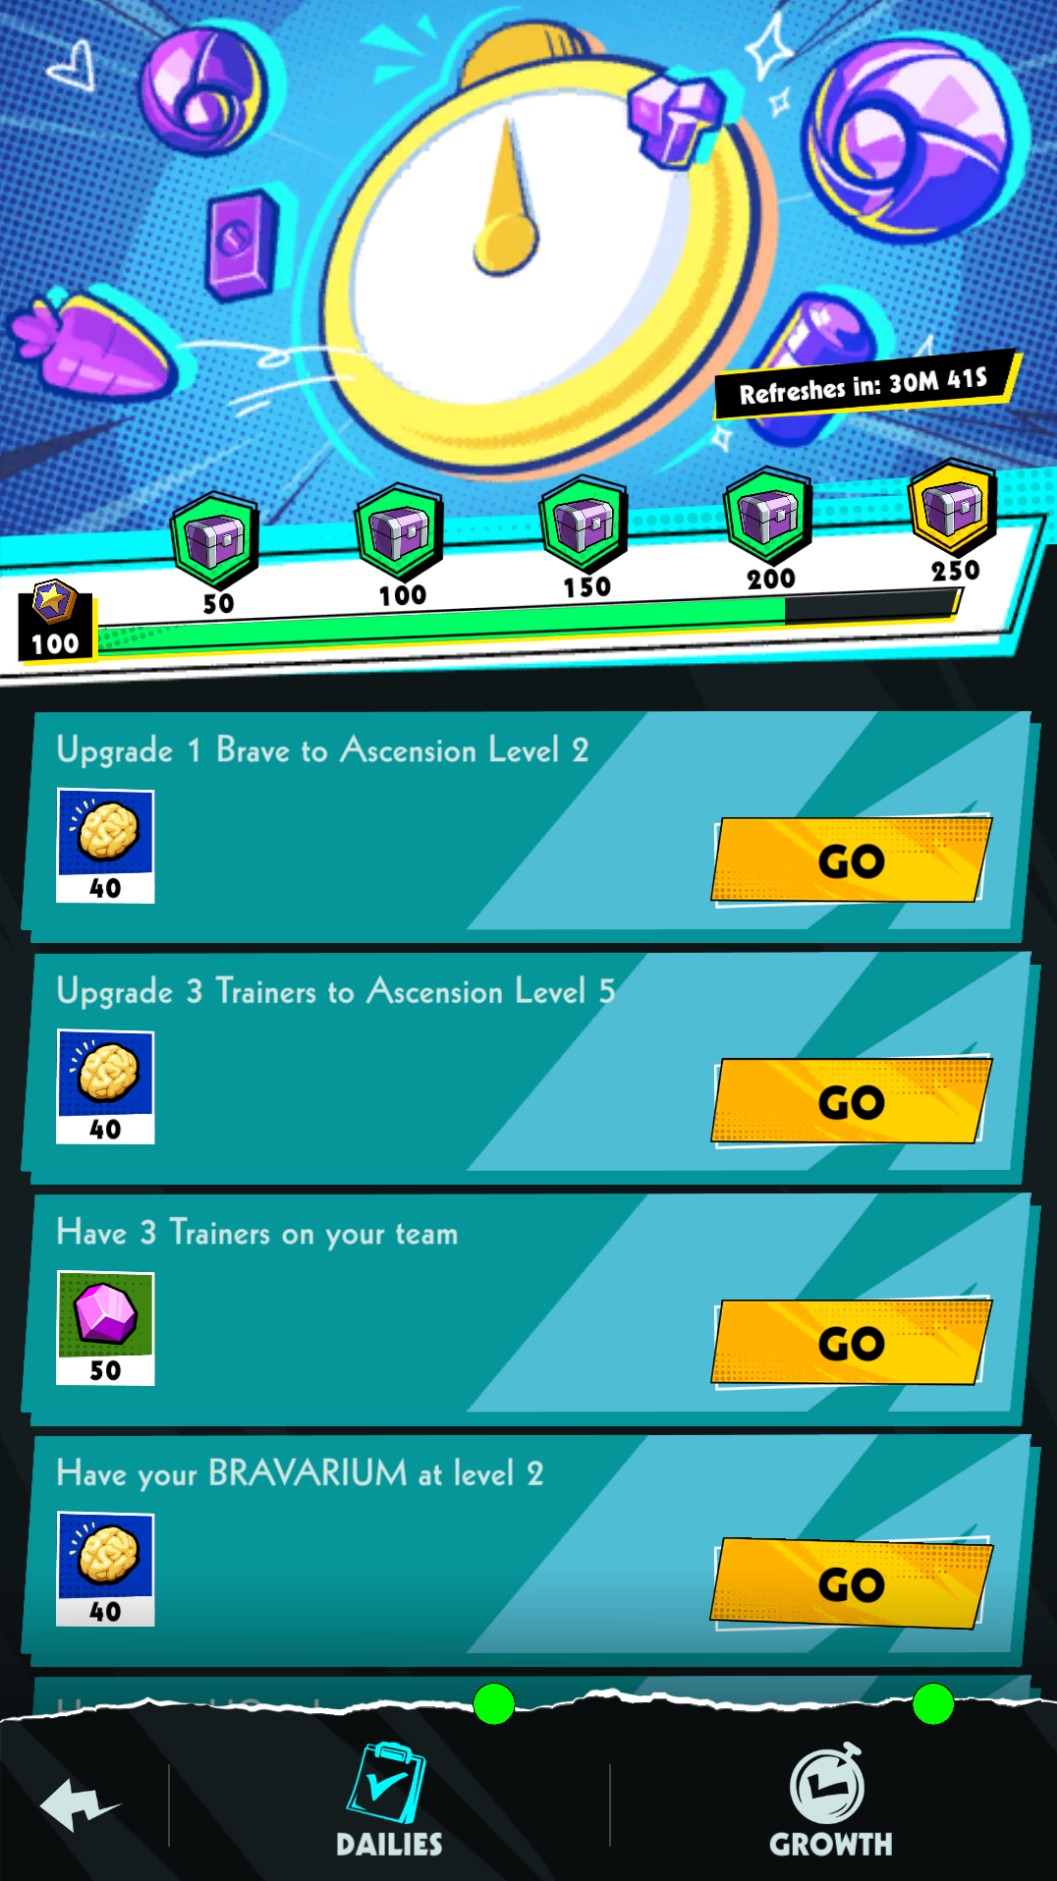 Refreshes in: 30M 41S
50
100
150
200
250
100
Upgrade 1 Brave to Ascension Level 2
40
GO
Upgrade 3 Trainers to Ascension Level 5
40
GO
Have 3 Trainers on your team
50
GO
Have your BRAVARIUM at level 2
40
GO
DAILIES
GROWTH